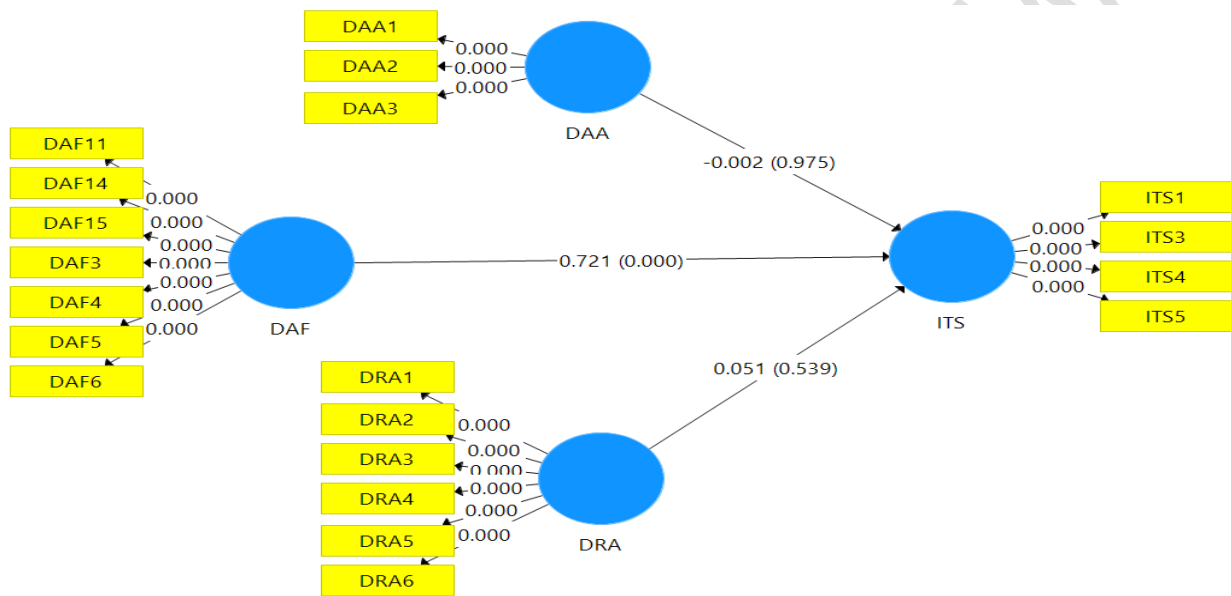 DAA1
DAA2
DAA3
0.000
0.000
0.000
DAA
-0.002 (0.975)
DAF11
DAF14
DAF15
DAF3
DAF4
DAF5
DAF6
0.000
0.000
0.000
0.000
0.000
0.000
0.000
DAF
0.721 (0.000)
ITS
0.000
0.000
0.000
0.000
ITS1
ITS3
ITS4
ITS5
0.051 (0.539)
DRA1
DRA2
DRA3
DRA4
DRA5
DRA6
0.000
0.000
0.000
0.000
0.000
0.000
DRA